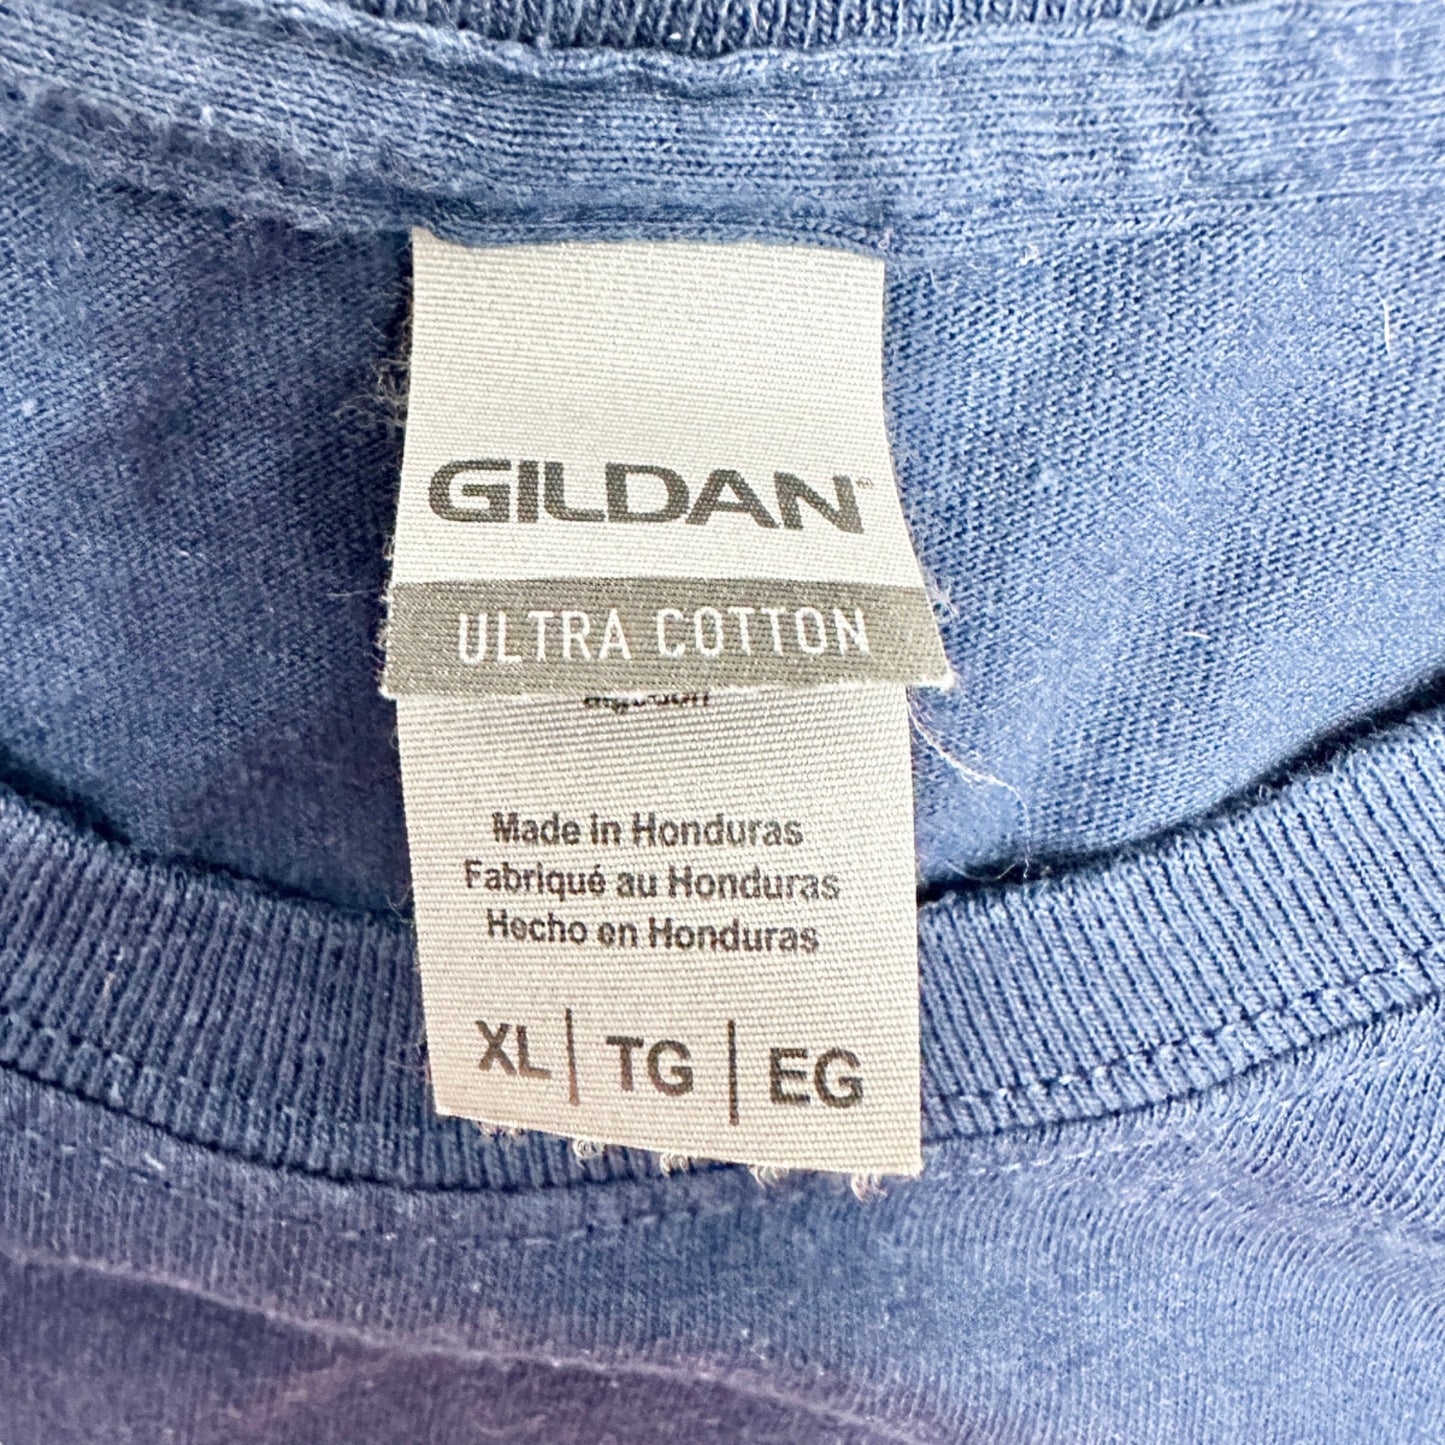 GILDAN
ULTRA COTTON
Made in Honduras
Fabriqué au Honduras
Hecho en Honduras
XL | TG | EG